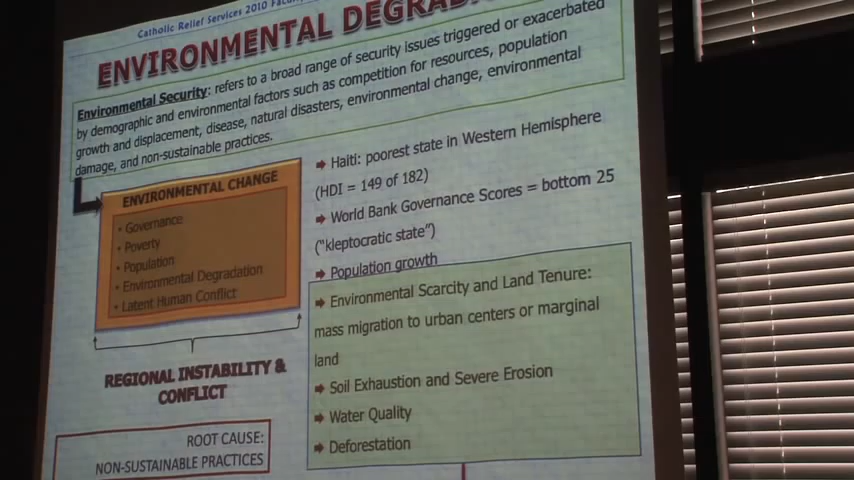 Catholic Relief Services 2010
ENVIRONMENTAL
Environmental Security: refers to a broad range of security issues triggered or exacerbated
by demographic and environmental factors such as competition for resources, population
growth and displacement, disease, natural disasters, environmental change, environmental
damage, and non-sustainable practices.
ENVIRONMENTAL CHANGE
• Governance
• Poverty
• Population
• Environmental Degradation
• Latent Human Conflict
REGIONAL INSTABILITY &
CONFLICT
ROOT CAUSE:
NON-SUSTAINABLE PRACTICES
Haiti: poorest state in Western Hemisphere
(HDI = 149 of 182)
World Bank Governance Scores = bottom 25
("kleptocratic state")
Population growth
Environmental Scarcity and Land Tenure:
mass migration to urban centers or marginal
land
Soil Exhaustion and Severe Erosion
Water Quality
Deforestation